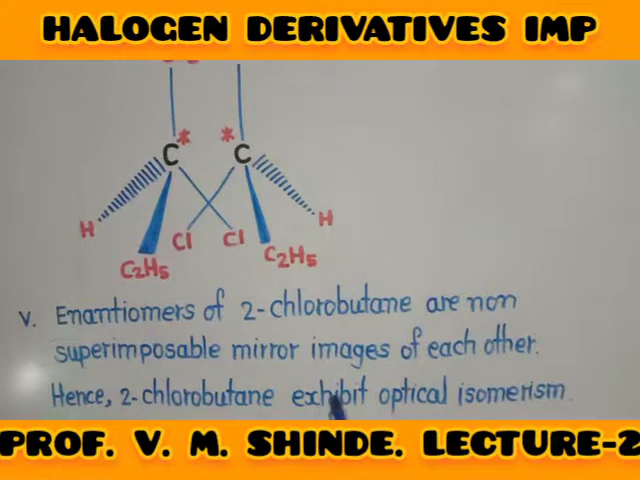 HALOGEN DERIVATIVES IMP
* *
C C
H H
Cl Cl
C2H5 C2H5
v. Enantiomers of 2-chlorobutane are non
superimposable mirror images of each other.
Hence, 2-chlorobutane exhibit optical isomerism.
PROF. V. M. SHINDE. LECTURE-2